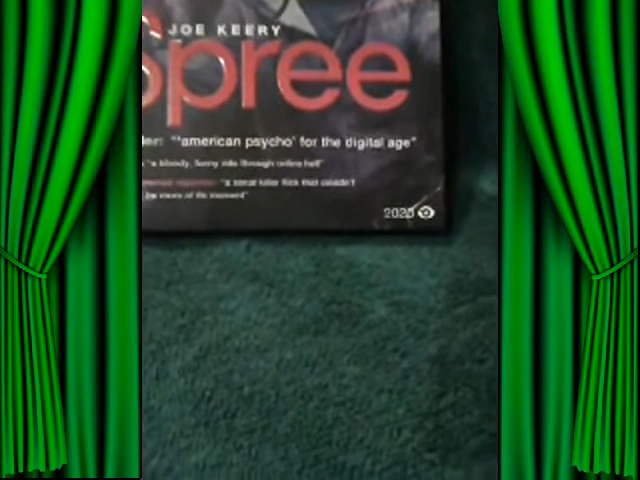 JOE KEERY
Spree
"'american psycho' for the digital age"
"a bloody, funny ride through online hell"
"a serial killer flick that couldn't
be more of its moment"
2020